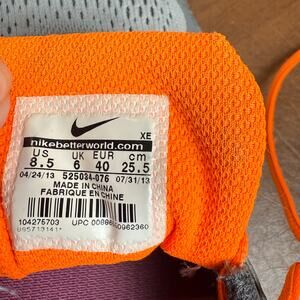 XE
nikebetterworld.com
US UK EUR cm
8.5 6 40 25.5
04/24/13 525034-076 07/31/13
MADE IN CHINA
FABRIQUE EN CHINE
104275703
UPC